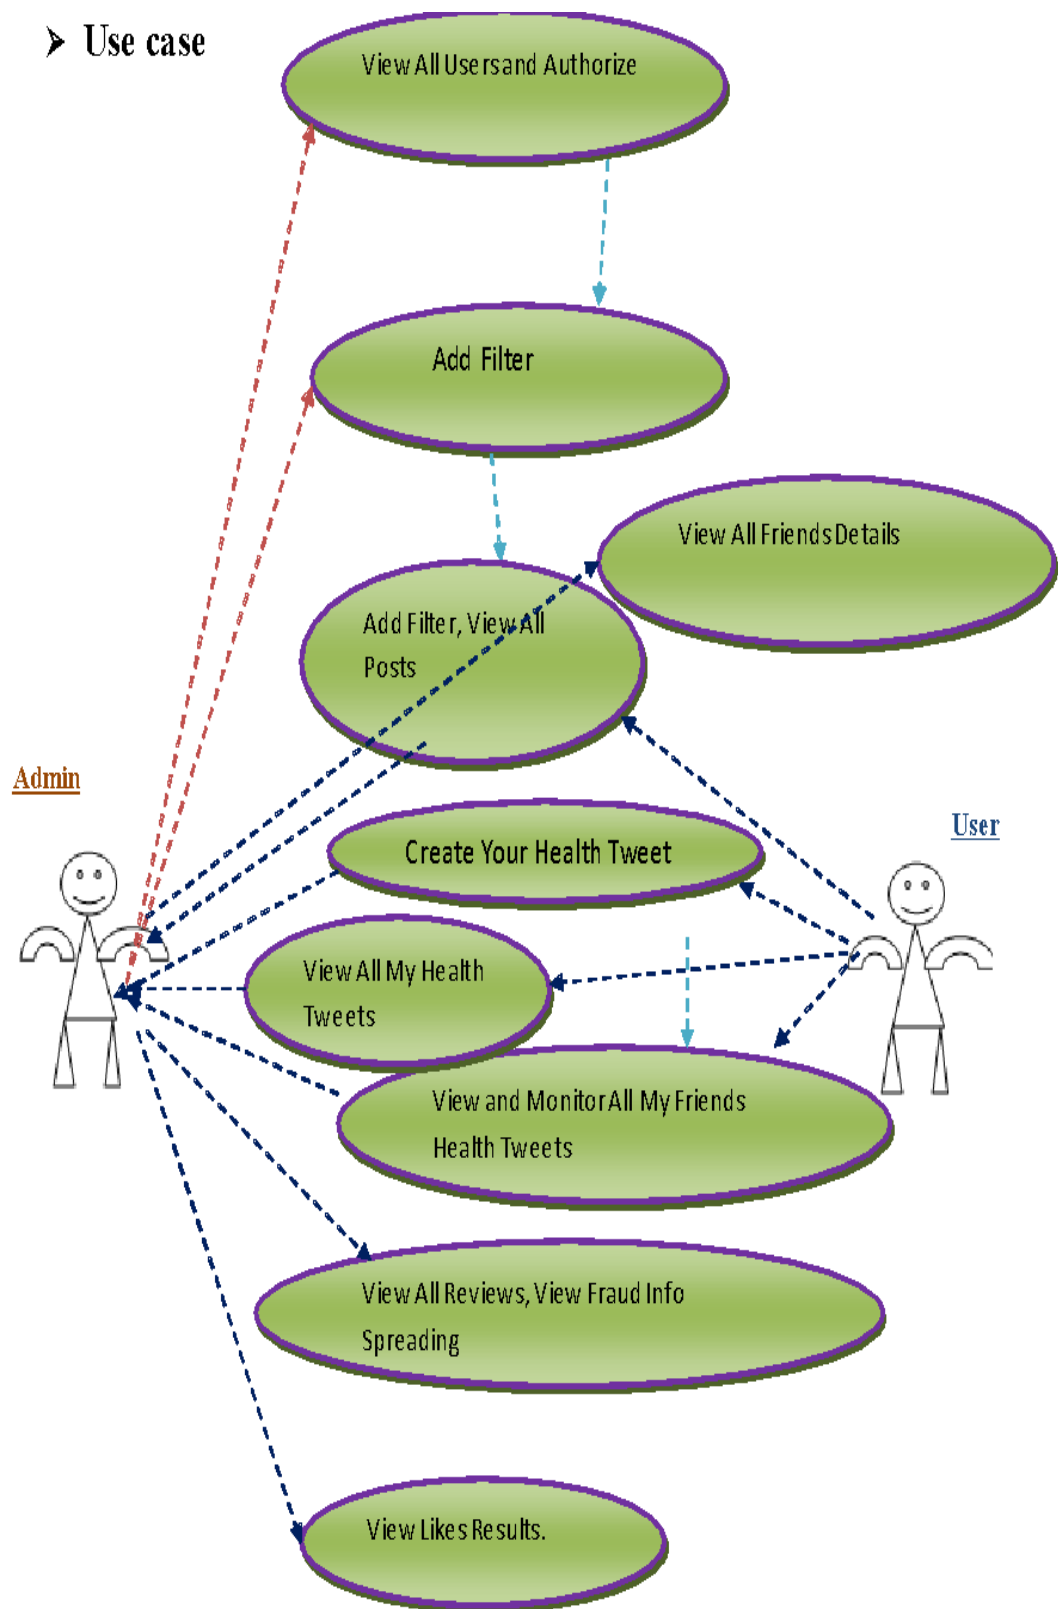 ➤ Use case
View All Users and Authorize
Add Filter
View All Friends Details
Add Filter, View All
Posts
Admin
User
Create Your Health Tweet
View All My Health
Tweets
View and Monitor All My Friends
Health Tweets
View All Reviews, View Fraud Info
Spreading
View Likes Results.